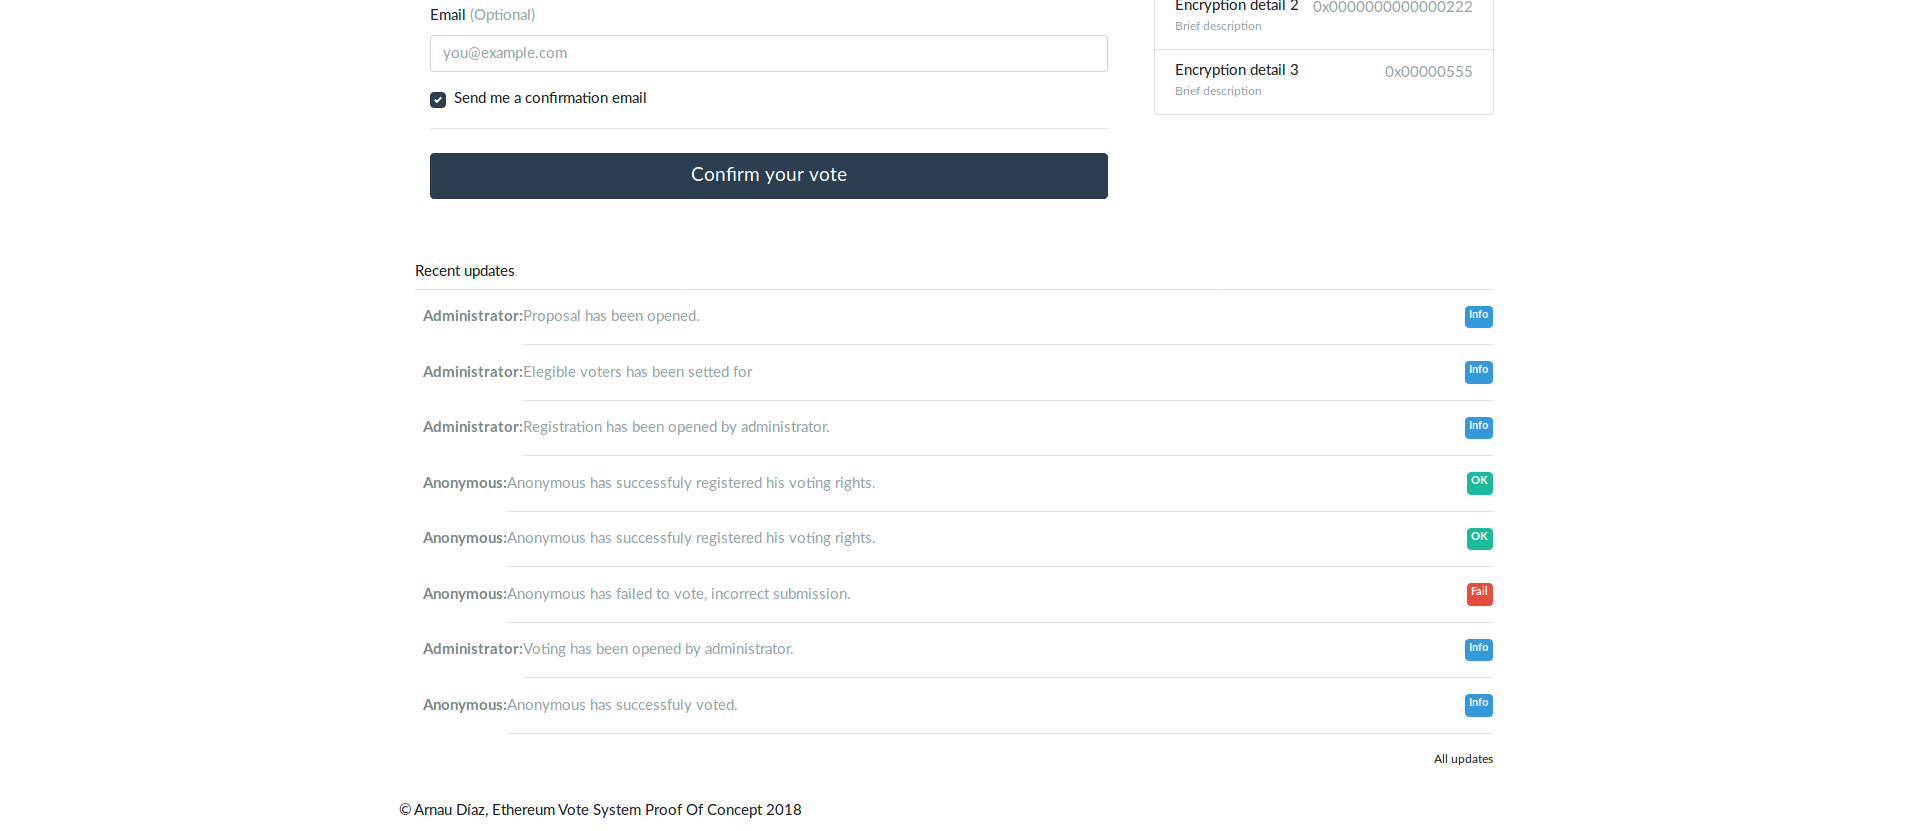 Email (Optional)
you@example.com
Send me a confirmation email
Confirm your vote
Encryption detail 2 0x0000000000000222
Brief description
Encryption detail 3 0x00000555
Brief description
Recent updates
Administrator:Proposal has been opened. Info
Administrator:Elegible voters has been setted for Info
Administrator:Registration has been opened by administrator. Info
Anonymous:Anonymous has successfuly registered his voting rights. OK
Anonymous:Anonymous has successfuly registered his voting rights. OK
Anonymous:Anonymous has failed to vote, incorrect submission. Fail
Administrator:Voting has been opened by administrator. Info
Anonymous:Anonymous has successfuly voted. Info
All updates
© Arnau Díaz, Ethereum Vote System Proof Of Concept 2018